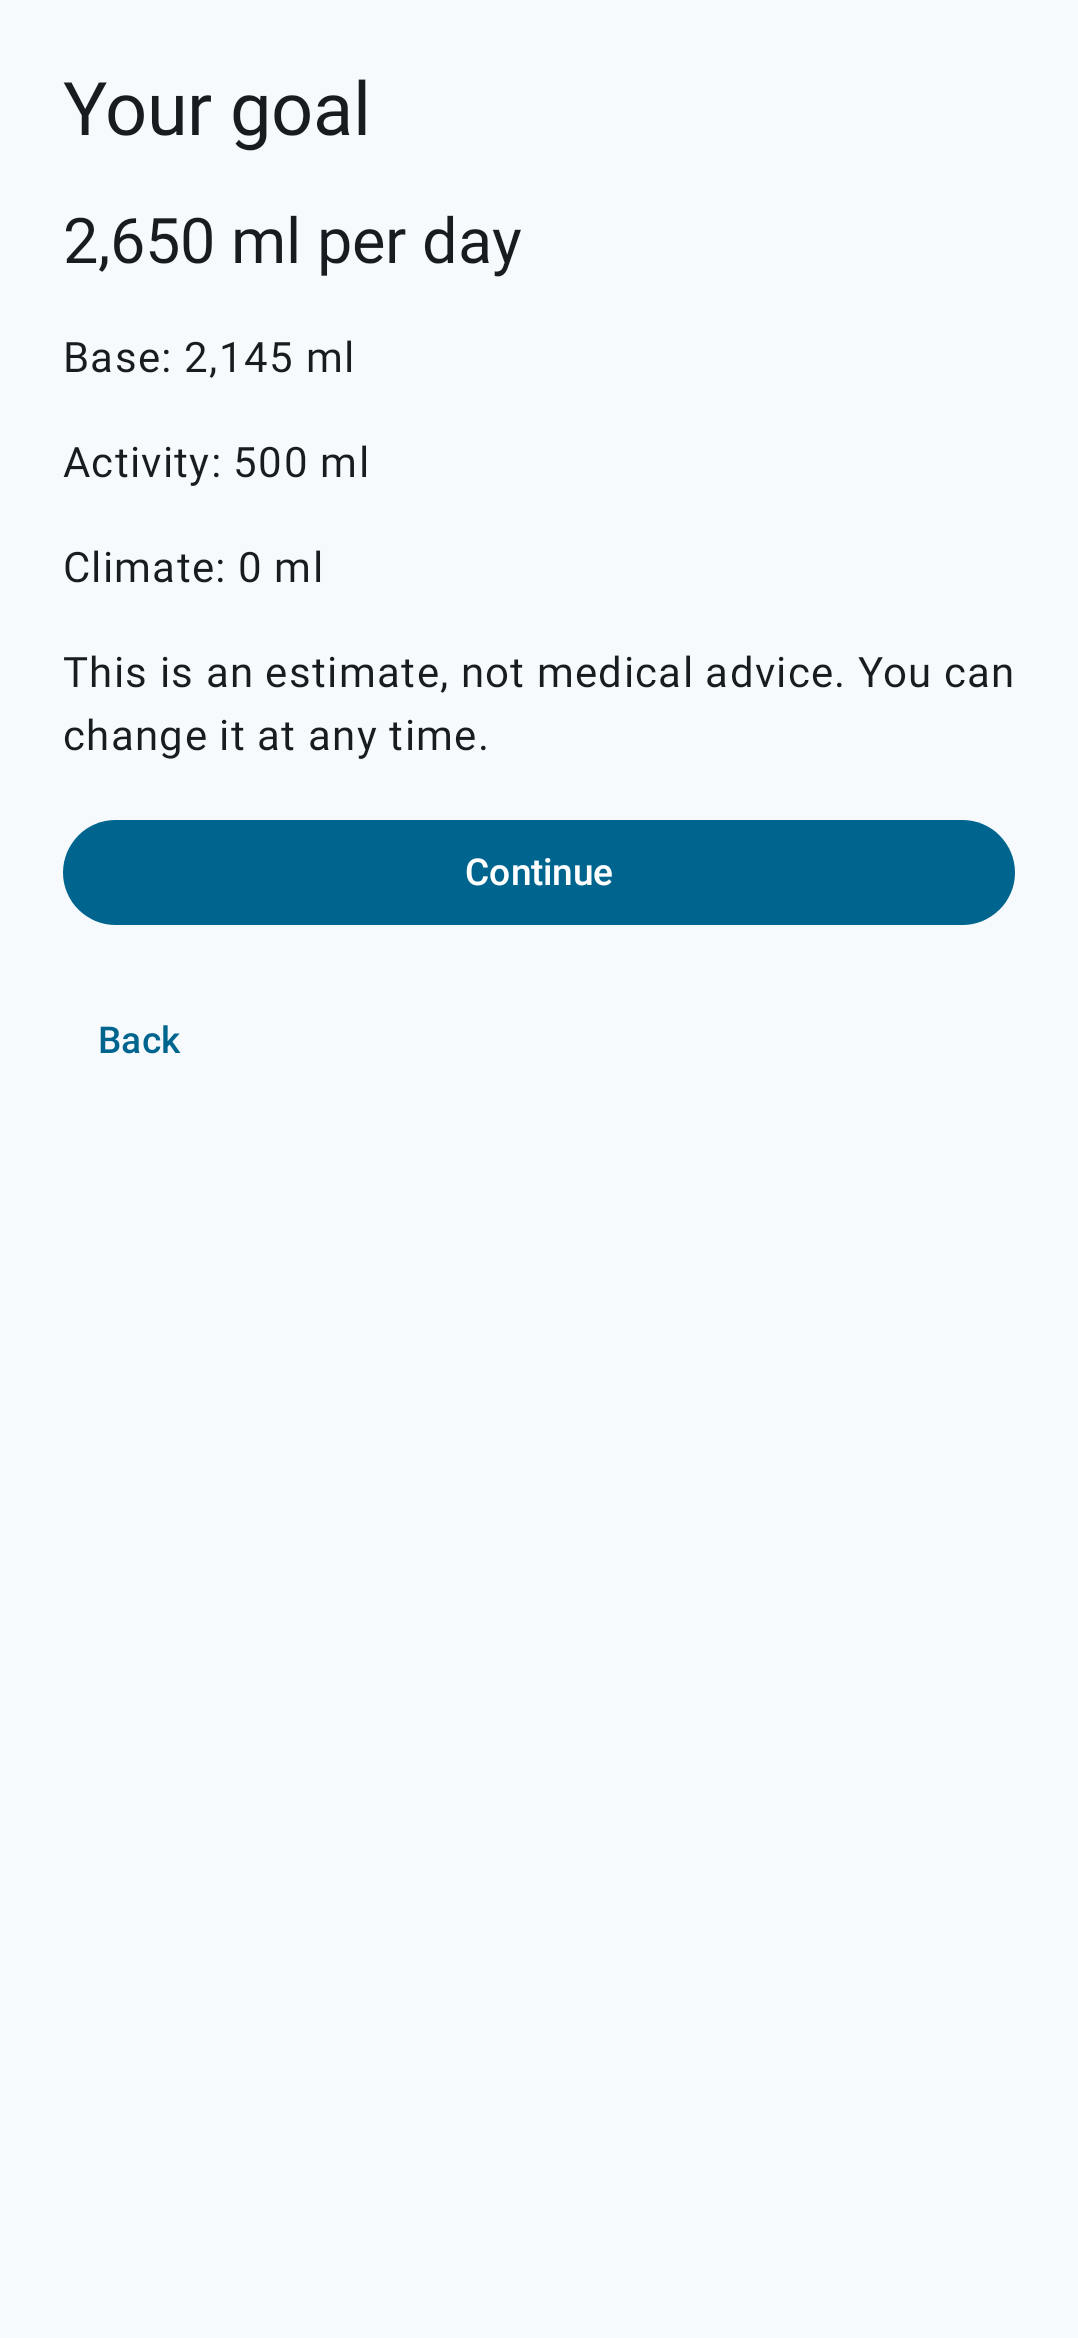 Your goal
2,650 ml per day
Base: 2,145 ml
Activity: 500 ml
Climate: 0 ml
This is an estimate, not medical advice. You can
change it at any time.
Continue
Back